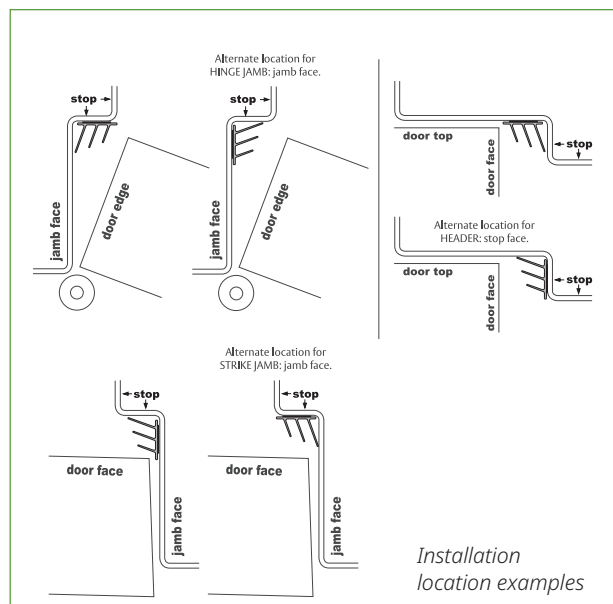 Alternate location for
HINGE JAMB: jamb face.
stop
jamb face
door edge
stop
jamb face
door edge
door top
door face
stop
Alternate location for
HEADER: stop face.
door top
door face
stop
Alternate location for
STRIKE JAMB: jamb face.
stop
door face
jamb face
stop
door face
jamb face
Installation
location examples